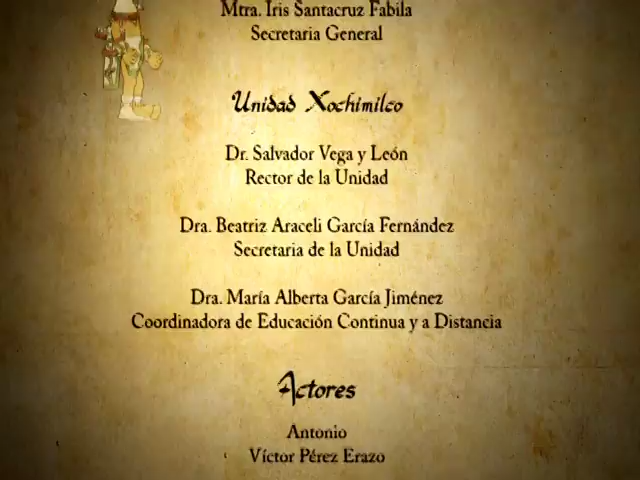 Mtra. Iris Santacruz Fabila
Secretaria General
Unidad Xochimilco
Dr. Salvador Vega y León
Rector de la Unidad
Dra. Beatriz Araceli García Fernández
Secretaria de la Unidad
Dra. María Alberta García Jiménez
Coordinadora de Educación Continua y a Distancia
Actores
Antonio
Víctor Pérez Erazo